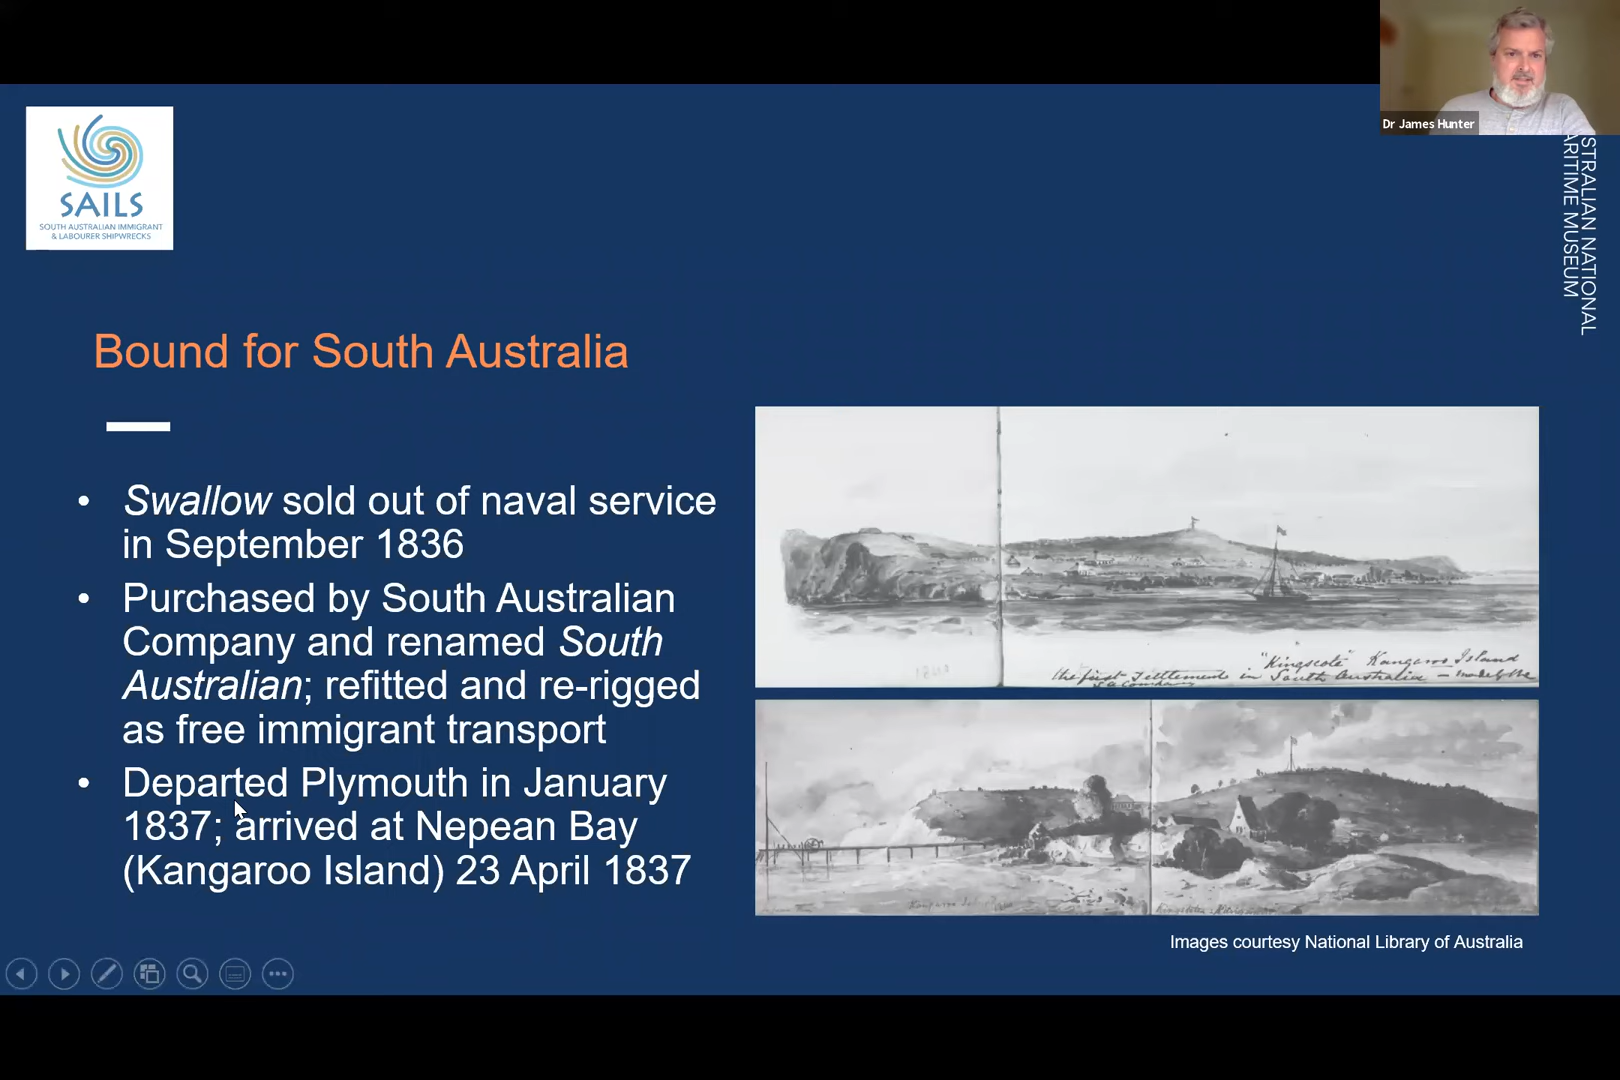 Dr James Hunter
SAILS
SOUTH AUSTRALIAN IMMIGRANT
& LABOURER SHIPWRECKS
STRALIAN NATIONAL
ARITIME MUSEUM
Bound for South Australia
• Swallow sold out of naval service
in September 1836
• Purchased by South Australian
Company and renamed South
Australian; refitted and re-rigged
as free immigrant transport
• Departed Plymouth in January
1837; arrived at Nepean Bay
(Kangaroo Island) 23 April 1837
"Kingscote" Kangaroo Island
the first Settlement in South Australia –
Images courtesy National Library of Australia